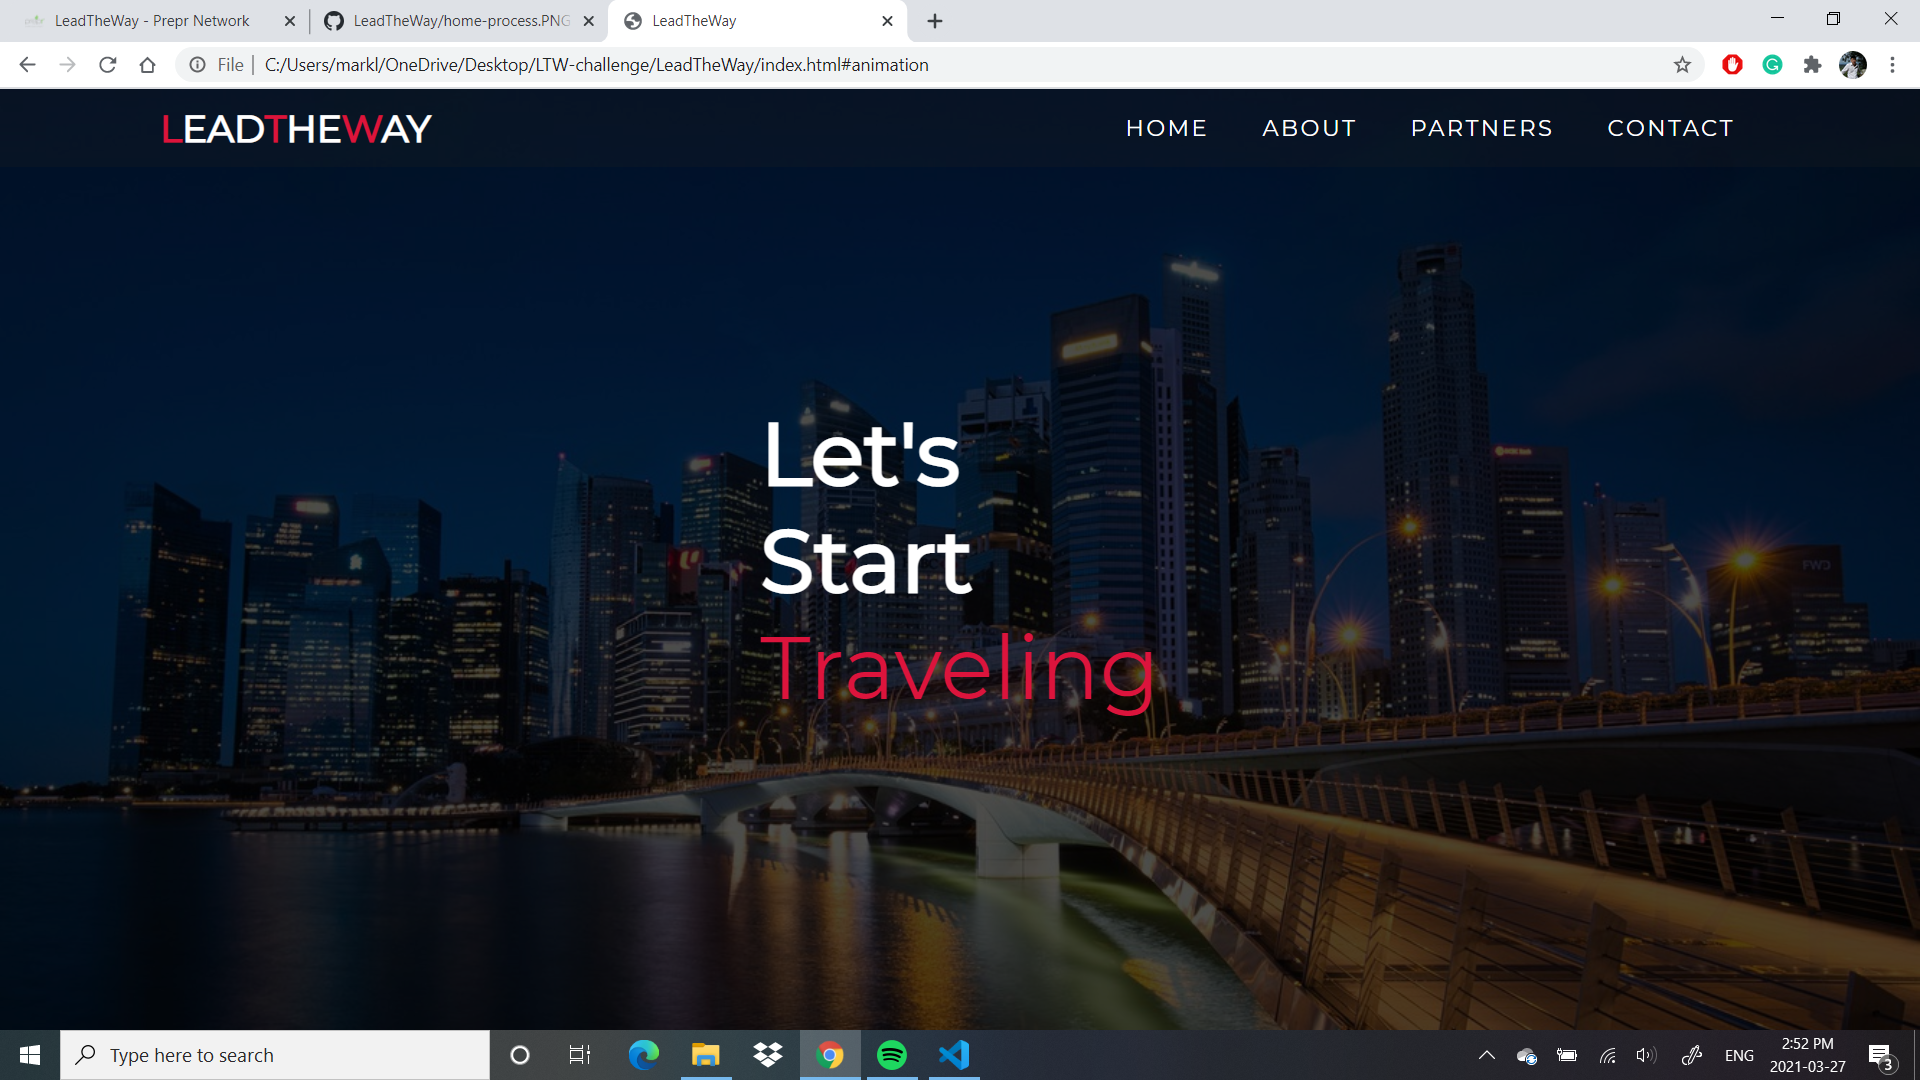 LeadTheWay - Prepr Network
LeadTheWay/home-process.PNG
LeadTheWay
File
C:/Users/markl/OneDrive/Desktop/LTW-challenge/LeadTheWay/index.html#animation
LEADTHEWAY
HOME
ABOUT
PARTNERS
CONTACT
Let's
Start
Traveling
FWD
Type here to search
ENG
2:52 PM
2021-03-27
3